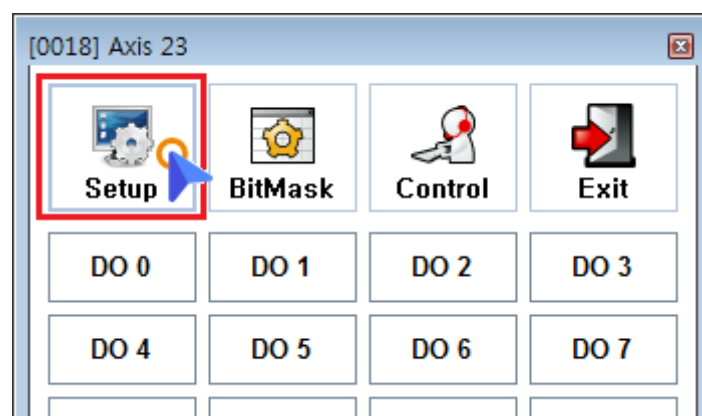 [0018] Axis 23
Setup BitMask Control Exit
DO 0 DO 1 DO 2 DO 3
DO 4 DO 5 DO 6 DO 7